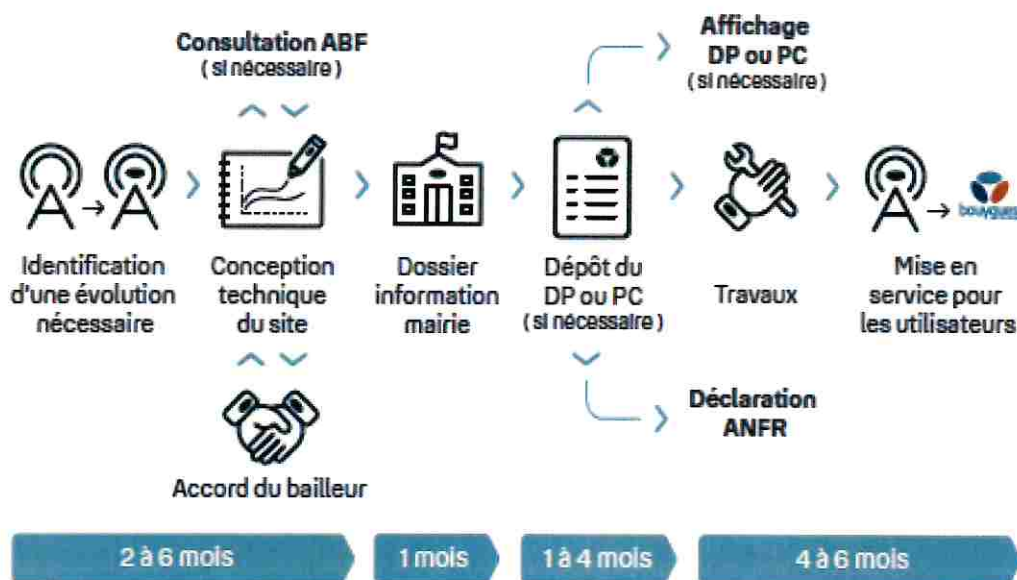 Consultation ABF
( si nécessaire )
Affichage
DP ou PC
( si nécessaire )
Identification
d'une évolution
nécessaire
Conception
technique
du site
Dossier
information
mairie
Dépôt du
DP ou PC
( si nécessaire )
Travaux
bouygues
Mise en
service pour
les utilisateurs
Déclaration
ANFR
Accord du bailleur
2 à 6 mois
1 mois
1 à 4 mois
4 à 6 mois